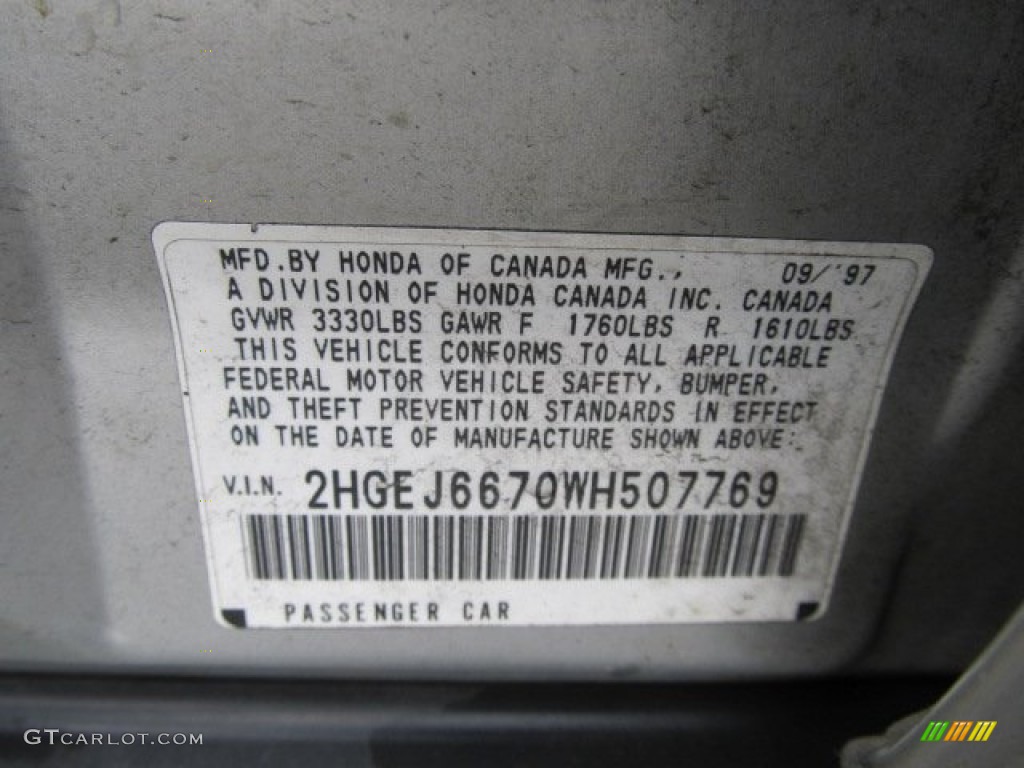 MFD.BY HONDA OF CANADA MFG., 09/'97
A DIVISION OF HONDA CANADA INC. CANADA
GVWR 3330LBS GAWR F 1760LBS R 1610LBS
THIS VEHICLE CONFORMS TO ALL APPLICABLE
FEDERAL MOTOR VEHICLE SAFETY, BUMPER,
AND THEFT PREVENTION STANDARDS IN EFFECT
ON THE DATE OF MANUFACTURE SHOWN ABOVE:
V.I.N. 2HGEJ6670WH507769
PASSENGER CAR
GTCARLOT.COM